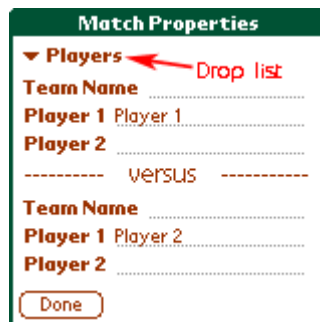 Match Properties
Players
Drop list
Team Name
Player 1 Player 1
Player 2
---------- versus ----------
Team Name
Player 1 Player 2
Player 2
Done